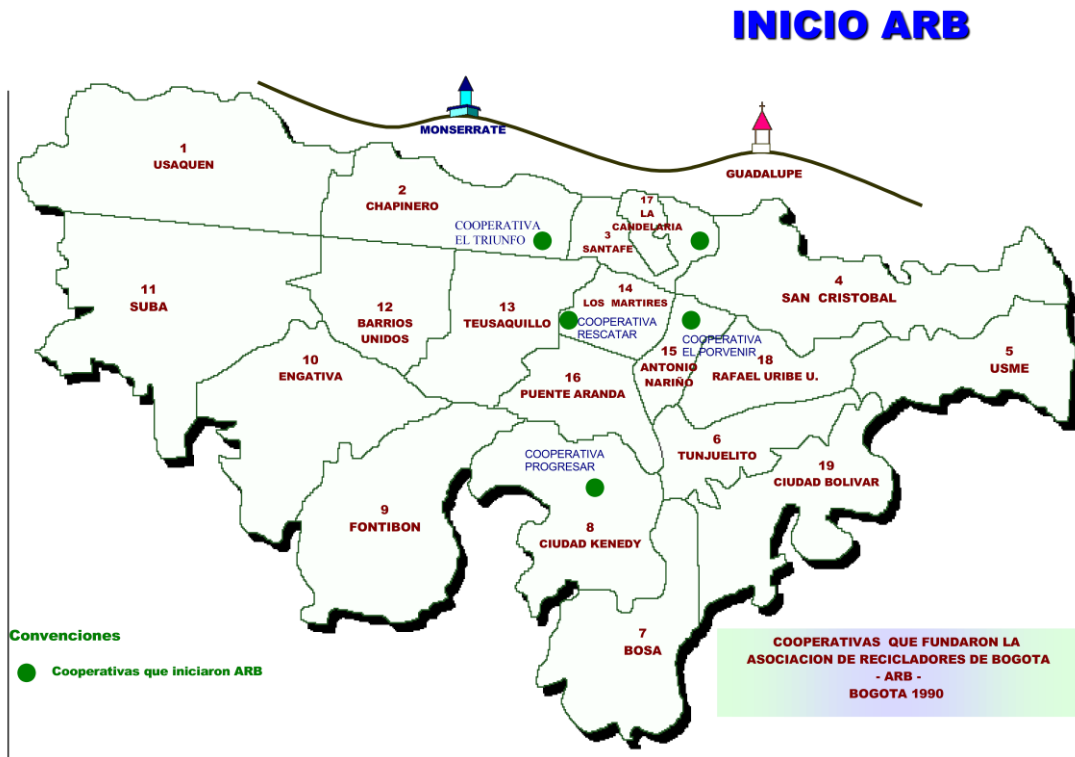 INICIO ARB
MONSERRATE
GUADALUPE
1
USAQUEN
2
CHAPINERO
COOPERATIVA
EL TRIUNFO
17
LA
CANDELARIA
3
SANTAFE
4
SAN CRISTOBAL
11
SUBA
12
BARRIOS
UNIDOS
13
TEUSAQUILLO
14
LOS MARTIRES
COOPERATIVA
RESCATAR
COOPERATIVA
EL PORVENIR
15
ANTONIO
NARIÑO
18
RAFAEL URIBE U.
5
USME
10
ENGATIVA
16
PUENTE ARANDA
6
TUNJUELITO
19
CIUDAD BOLIVAR
COOPERATIVA
PROGRESAR
9
FONTIBON
8
CIUDAD KENEDY
7
BOSA
Convenciones
Cooperativas que iniciaron ARB
COOPERATIVAS QUE FUNDARON LA
ASOCIACION DE RECICLADORES DE BOGOTA
- ARB -
BOGOTA 1990